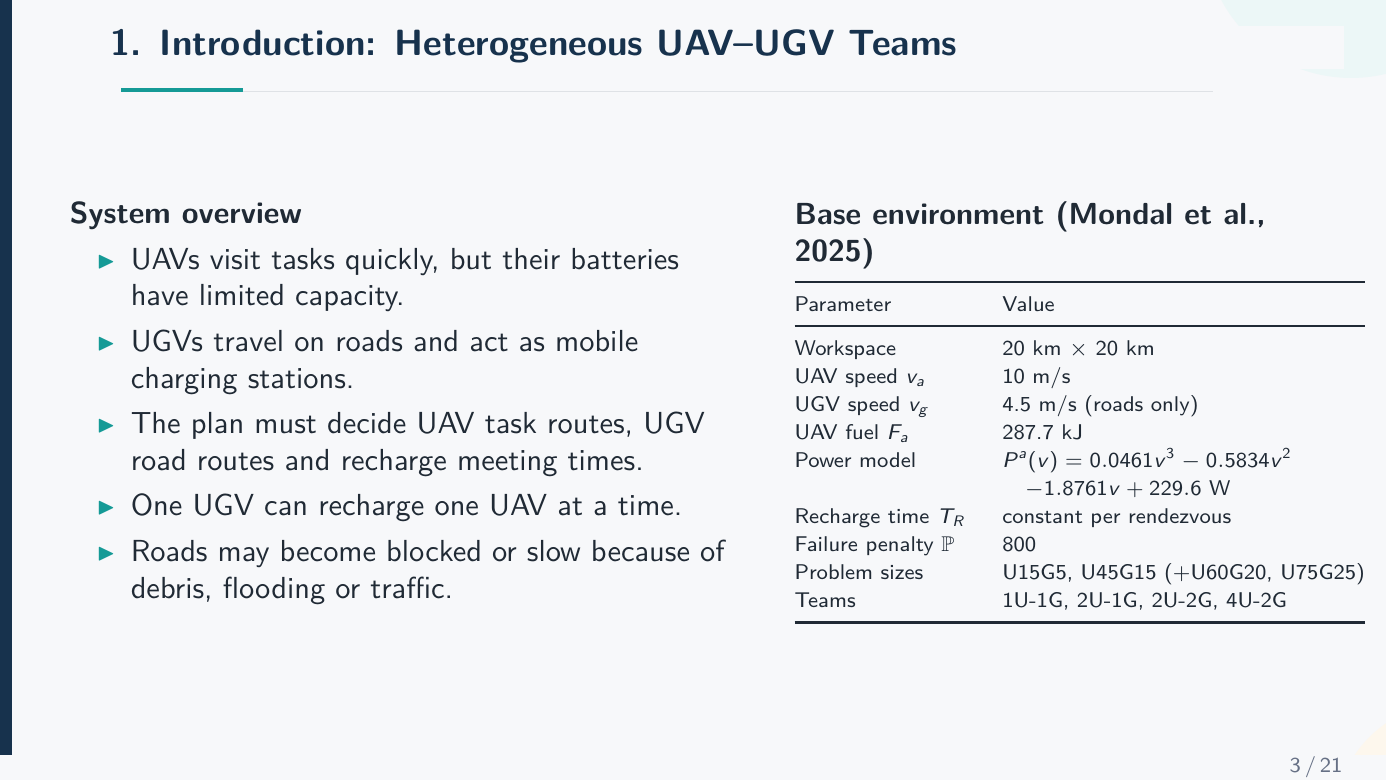 1. Introduction: Heterogeneous UAV–UGV Teams
System overview
▶ UAVs visit tasks quickly, but their batteries
have limited capacity.
▶ UGVs travel on roads and act as mobile
charging stations.
▶ The plan must decide UAV task routes, UGV
road routes and recharge meeting times.
▶ One UGV can recharge one UAV at a time.
▶ Roads may become blocked or slow because of
debris, flooding or traffic.
Base environment (Mondal et al.,
2025)
Parameter Value
Workspace 20 km × 20 km
UAV speed vₐ 10 m/s
UGV speed v_g 4.5 m/s (roads only)
UAV fuel Fₐ 287.7 kJ
Power model Pᵃ(v) = 0.0461v³ − 0.5834v²
−1.8761v + 229.6 W
Recharge time T_R constant per rendezvous
Failure penalty ℙ 800
Problem sizes U15G5, U45G15 (+U60G20, U75G25)
Teams 1U-1G, 2U-1G, 2U-2G, 4U-2G
3 / 21